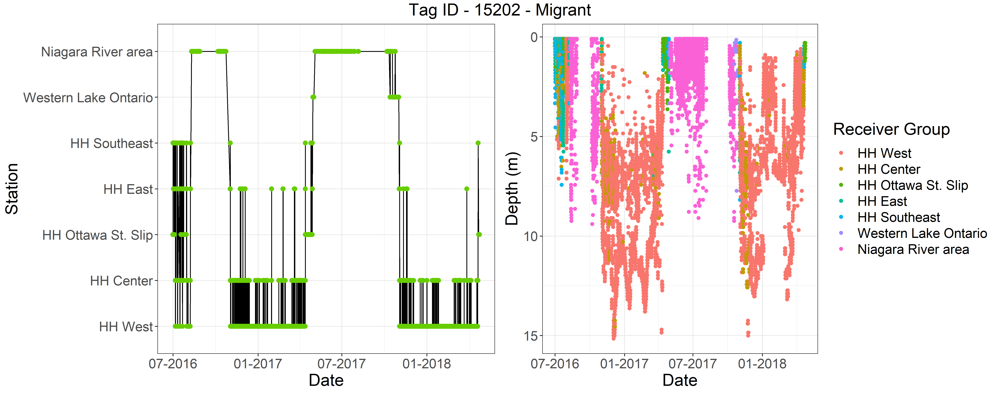 Tag ID - 15202 - Migrant
Station
Niagara River area
Western Lake Ontario
HH Southeast
HH East
HH Ottawa St. Slip
HH Center
HH West
07-2016
01-2017
07-2017
01-2018
Date
Depth (m)
0
5
10
15
07-2016
01-2017
07-2017
01-2018
Date
Receiver Group
HH West
HH Center
HH Ottawa St. Slip
HH East
HH Southeast
Western Lake Ontario
Niagara River area